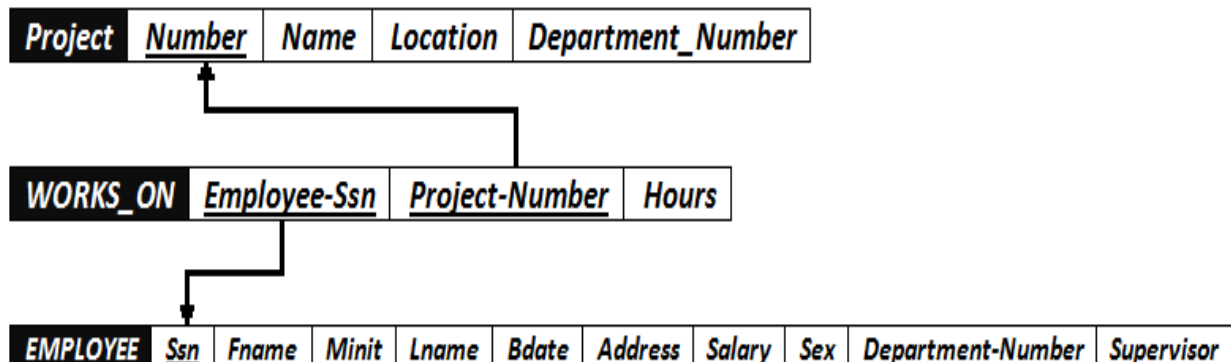 Project Number Name Location Department_Number
WORKS_ON Employee-Ssn Project-Number Hours
EMPLOYEE Ssn Fname Minit Lname Bdate Address Salary Sex Department-Number Supervisor